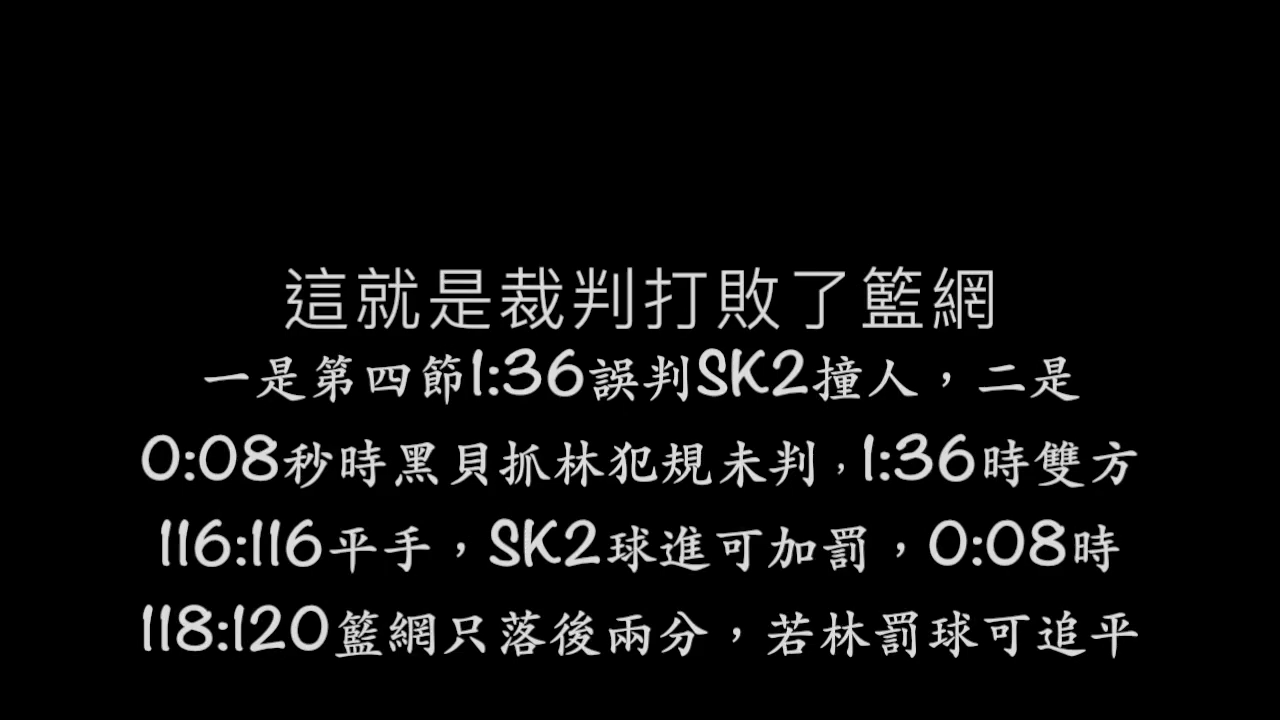 這就是裁判打敗了籃網
一是第四節1:36誤判SK2撞人，二是
0:08秒時黑貝抓林犯規未判，1:36時雙方
116:116平手，SK2球進可加罰，0:08時
118:120籃網只落後兩分，若林罰球可追平